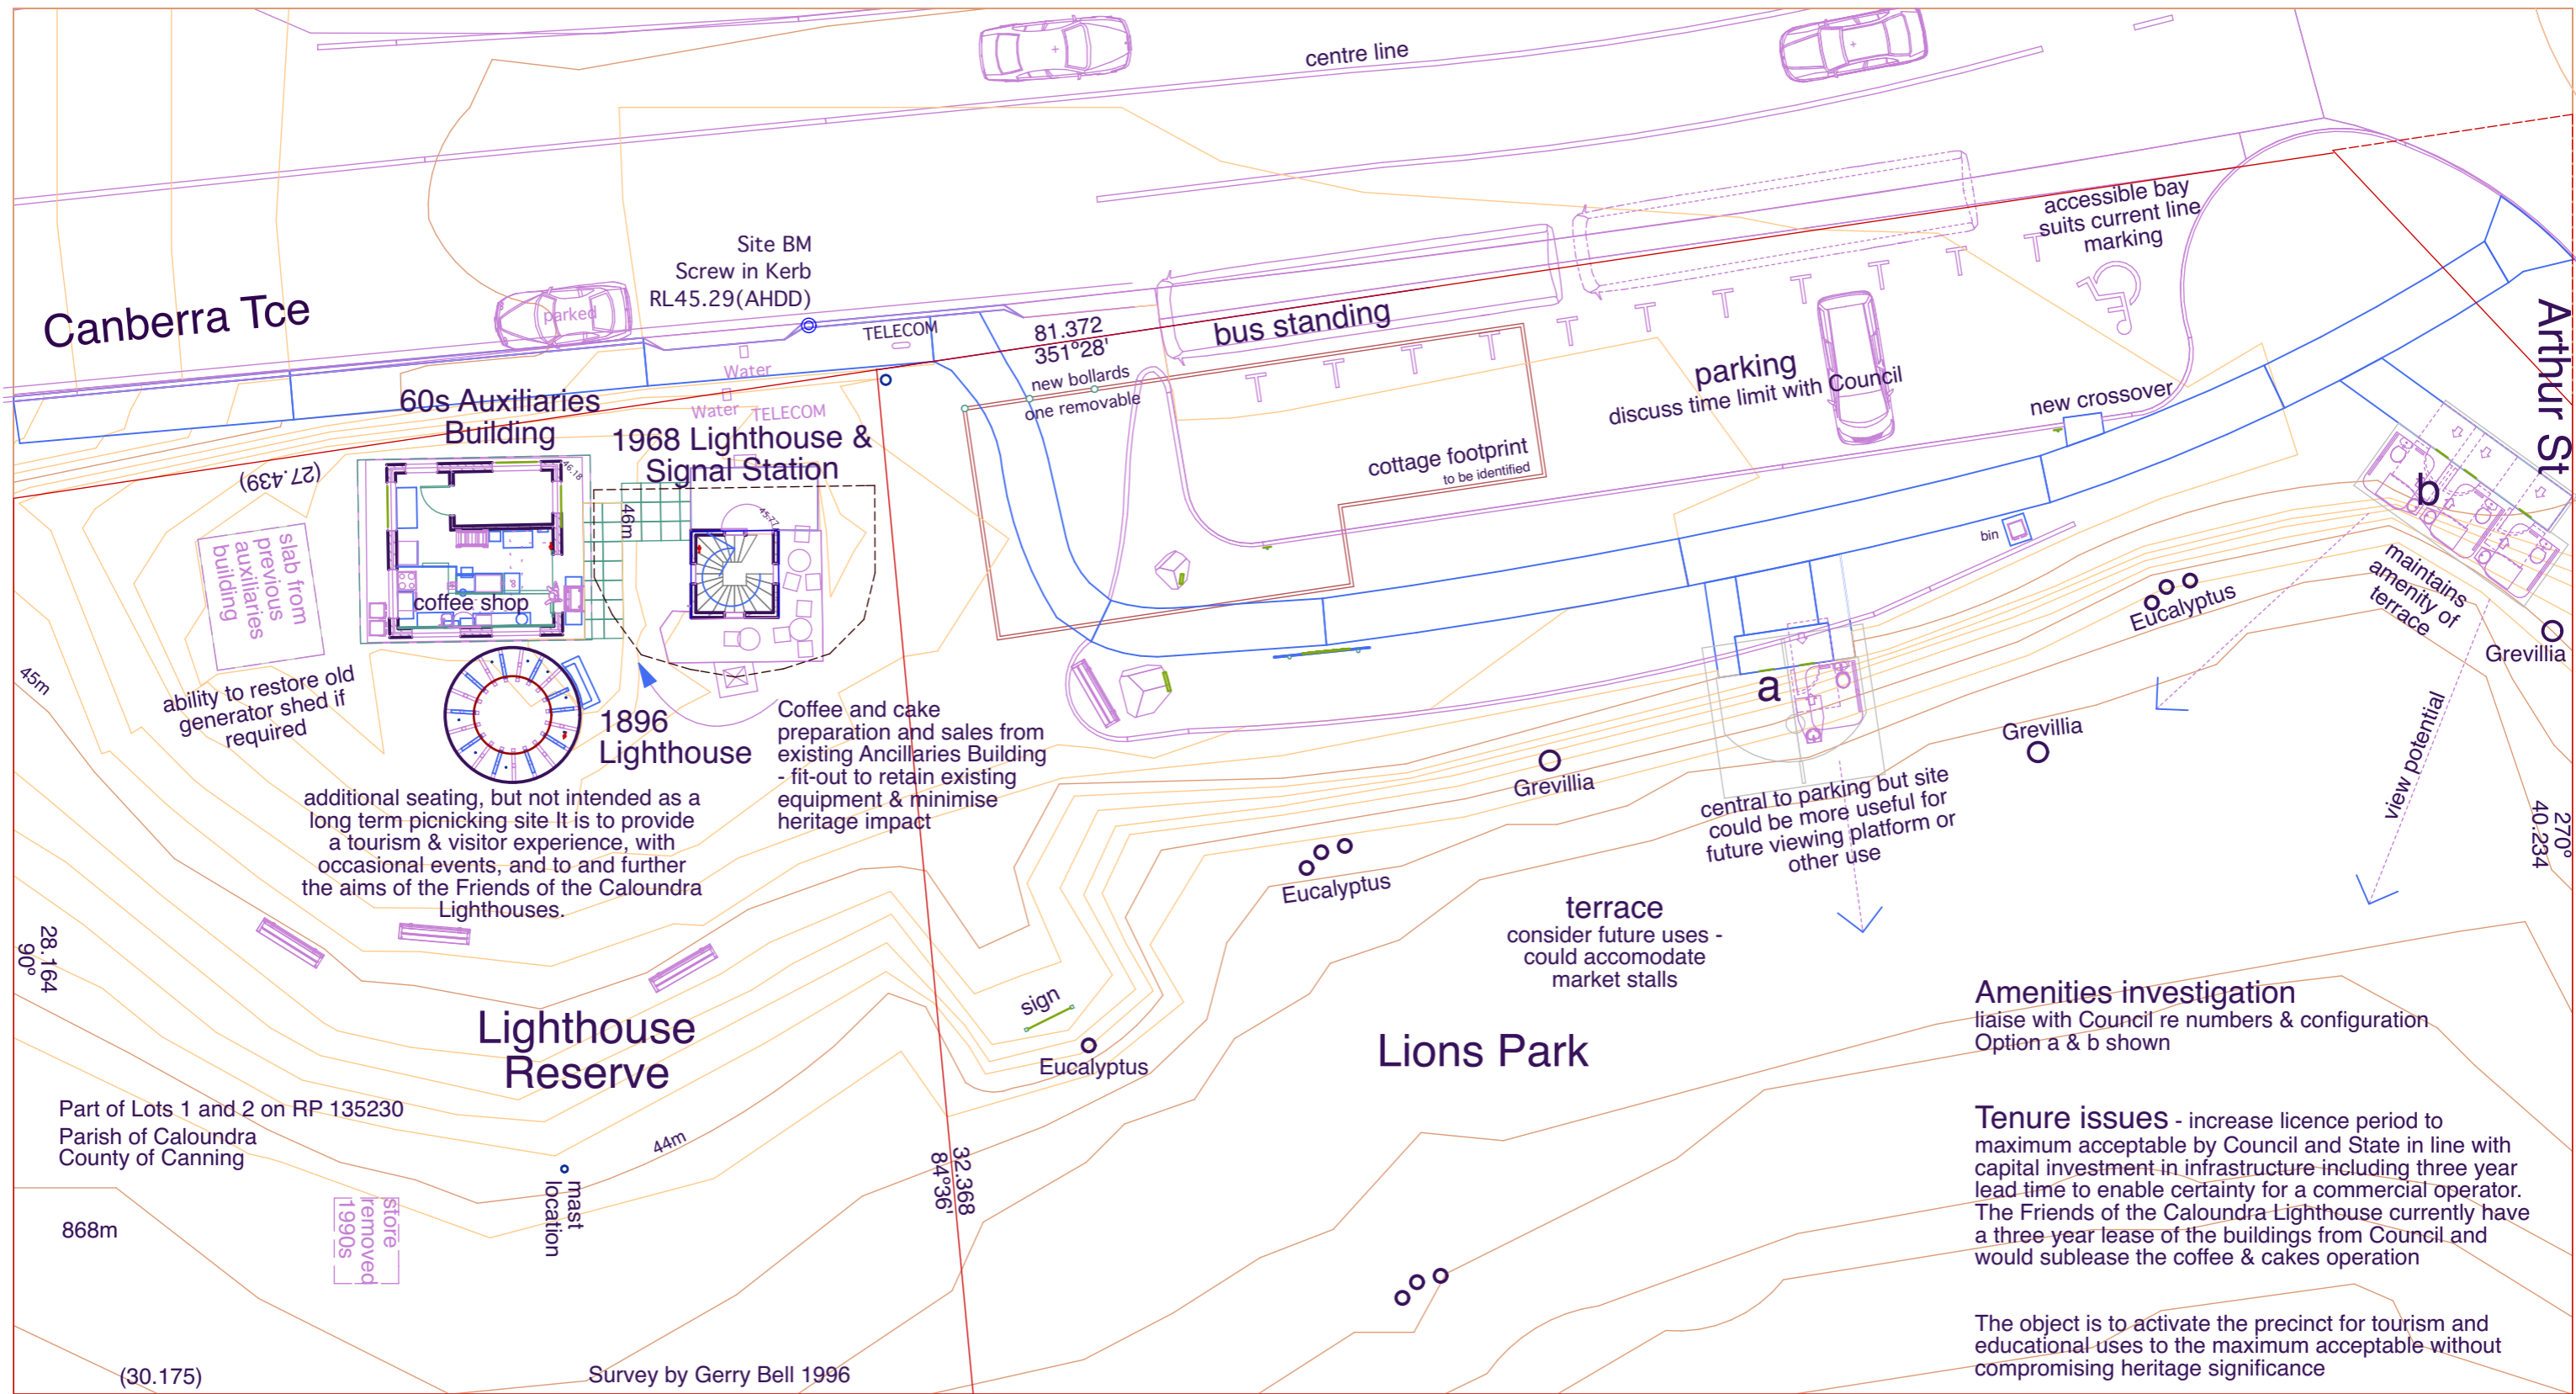 centre line
accessible bay
suits current line
marking
Site BM
Screw in Kerb
RL45.29(AHDD)
Canberra Tce
parked
TELECOM
81.372
351°28'
bus standing
Arthur St
Water
new bollards
one removable
parking
discuss time limit with Council
new crossover
60s Auxiliaries
Building
Water
TELECOM
1968 Lighthouse &
Signal Station
(27.439)
46.18
46m
45.77
cottage footprint
to be identified
b
bin
slab from
previous
auxiliaries
building
coffee shop
maintains
amenity of
terrace
Eucalyptus
Grevillia
45m
ability to restore old
generator shed if
required
1896
Lighthouse
Coffee and cake
preparation and sales from
existing Ancillaries Building
- fit-out to retain existing
equipment & minimise
heritage impact
a
Grevillia
Grevillia
view potential
central to parking but site
could be more useful for
future viewing platform or
other use
270°
40.234
additional seating, but not intended as a
long term picnicking site It is to provide
a tourism & visitor experience, with
occasional events, and to and further
the aims of the Friends of the Caloundra
Lighthouses.
Eucalyptus
terrace
consider future uses -
could accomodate
market stalls
28.164
90°
sign
Lighthouse
Reserve
Eucalyptus
Lions Park
Amenities investigation
liaise with Council re numbers & configuration
Option a & b shown
Part of Lots 1 and 2 on RP 135230
Parish of Caloundra
County of Canning
44m
Tenure issues - increase licence period to
maximum acceptable by Council and State in line with
capital investment in infrastructure including three year
lead time to enable certainty for a commercial operator.
The Friends of the Caloundra Lighthouse currently have
a three year lease of the buildings from Council and
would sublease the coffee & cakes operation
32.368
84°36'
mast
location
868m
store
removed
1990s
The object is to activate the precinct for tourism and
educational uses to the maximum acceptable without
compromising heritage significance
(30.175)
Survey by Gerry Bell 1996